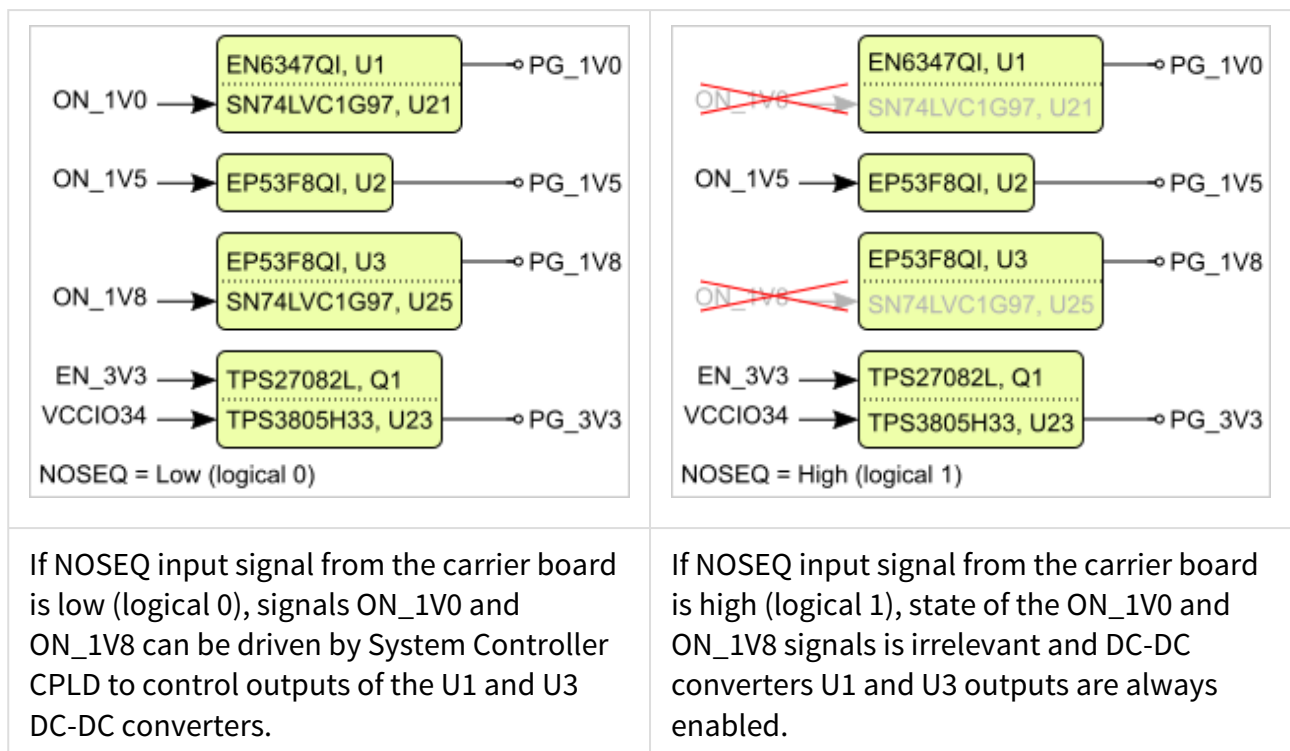 EN6347QI, U1
PG_1V0
ON_1V0
SN74LVC1G97, U21
ON_1V5
EP53F8QI, U2
PG_1V5
EP53F8QI, U3
PG_1V8
ON_1V8
SN74LVC1G97, U25
EN_3V3
TPS27082L, Q1
VCCIO34
TPS3805H33, U23
PG_3V3
NOSEQ = Low (logical 0)
If NOSEQ input signal from the carrier board
is low (logical 0), signals ON_1V0 and
ON_1V8 can be driven by System Controller
CPLD to control outputs of the U1 and U3
DC-DC converters.
EN6347QI, U1
PG_1V0
ON_1V0
SN74LVC1G97, U21
ON_1V5
EP53F8QI, U2
PG_1V5
EP53F8QI, U3
PG_1V8
ON_1V8
SN74LVC1G97, U25
EN_3V3
TPS27082L, Q1
VCCIO34
TPS3805H33, U23
PG_3V3
NOSEQ = High (logical 1)
If NOSEQ input signal from the carrier board
is high (logical 1), state of the ON_1V0 and
ON_1V8 signals is irrelevant and DC-DC
converters U1 and U3 outputs are always
enabled.